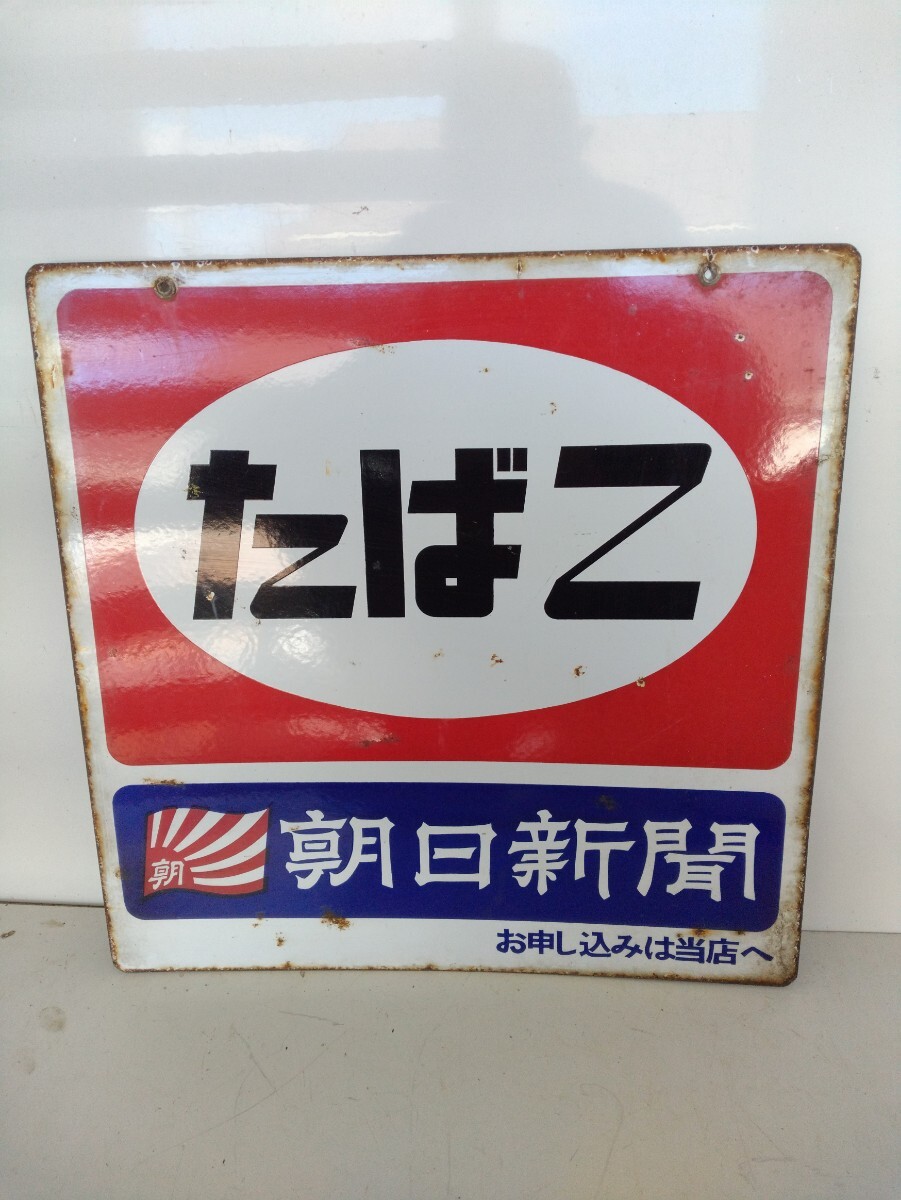 たばこ
朝 朝日新聞
お申し込みは当店へ